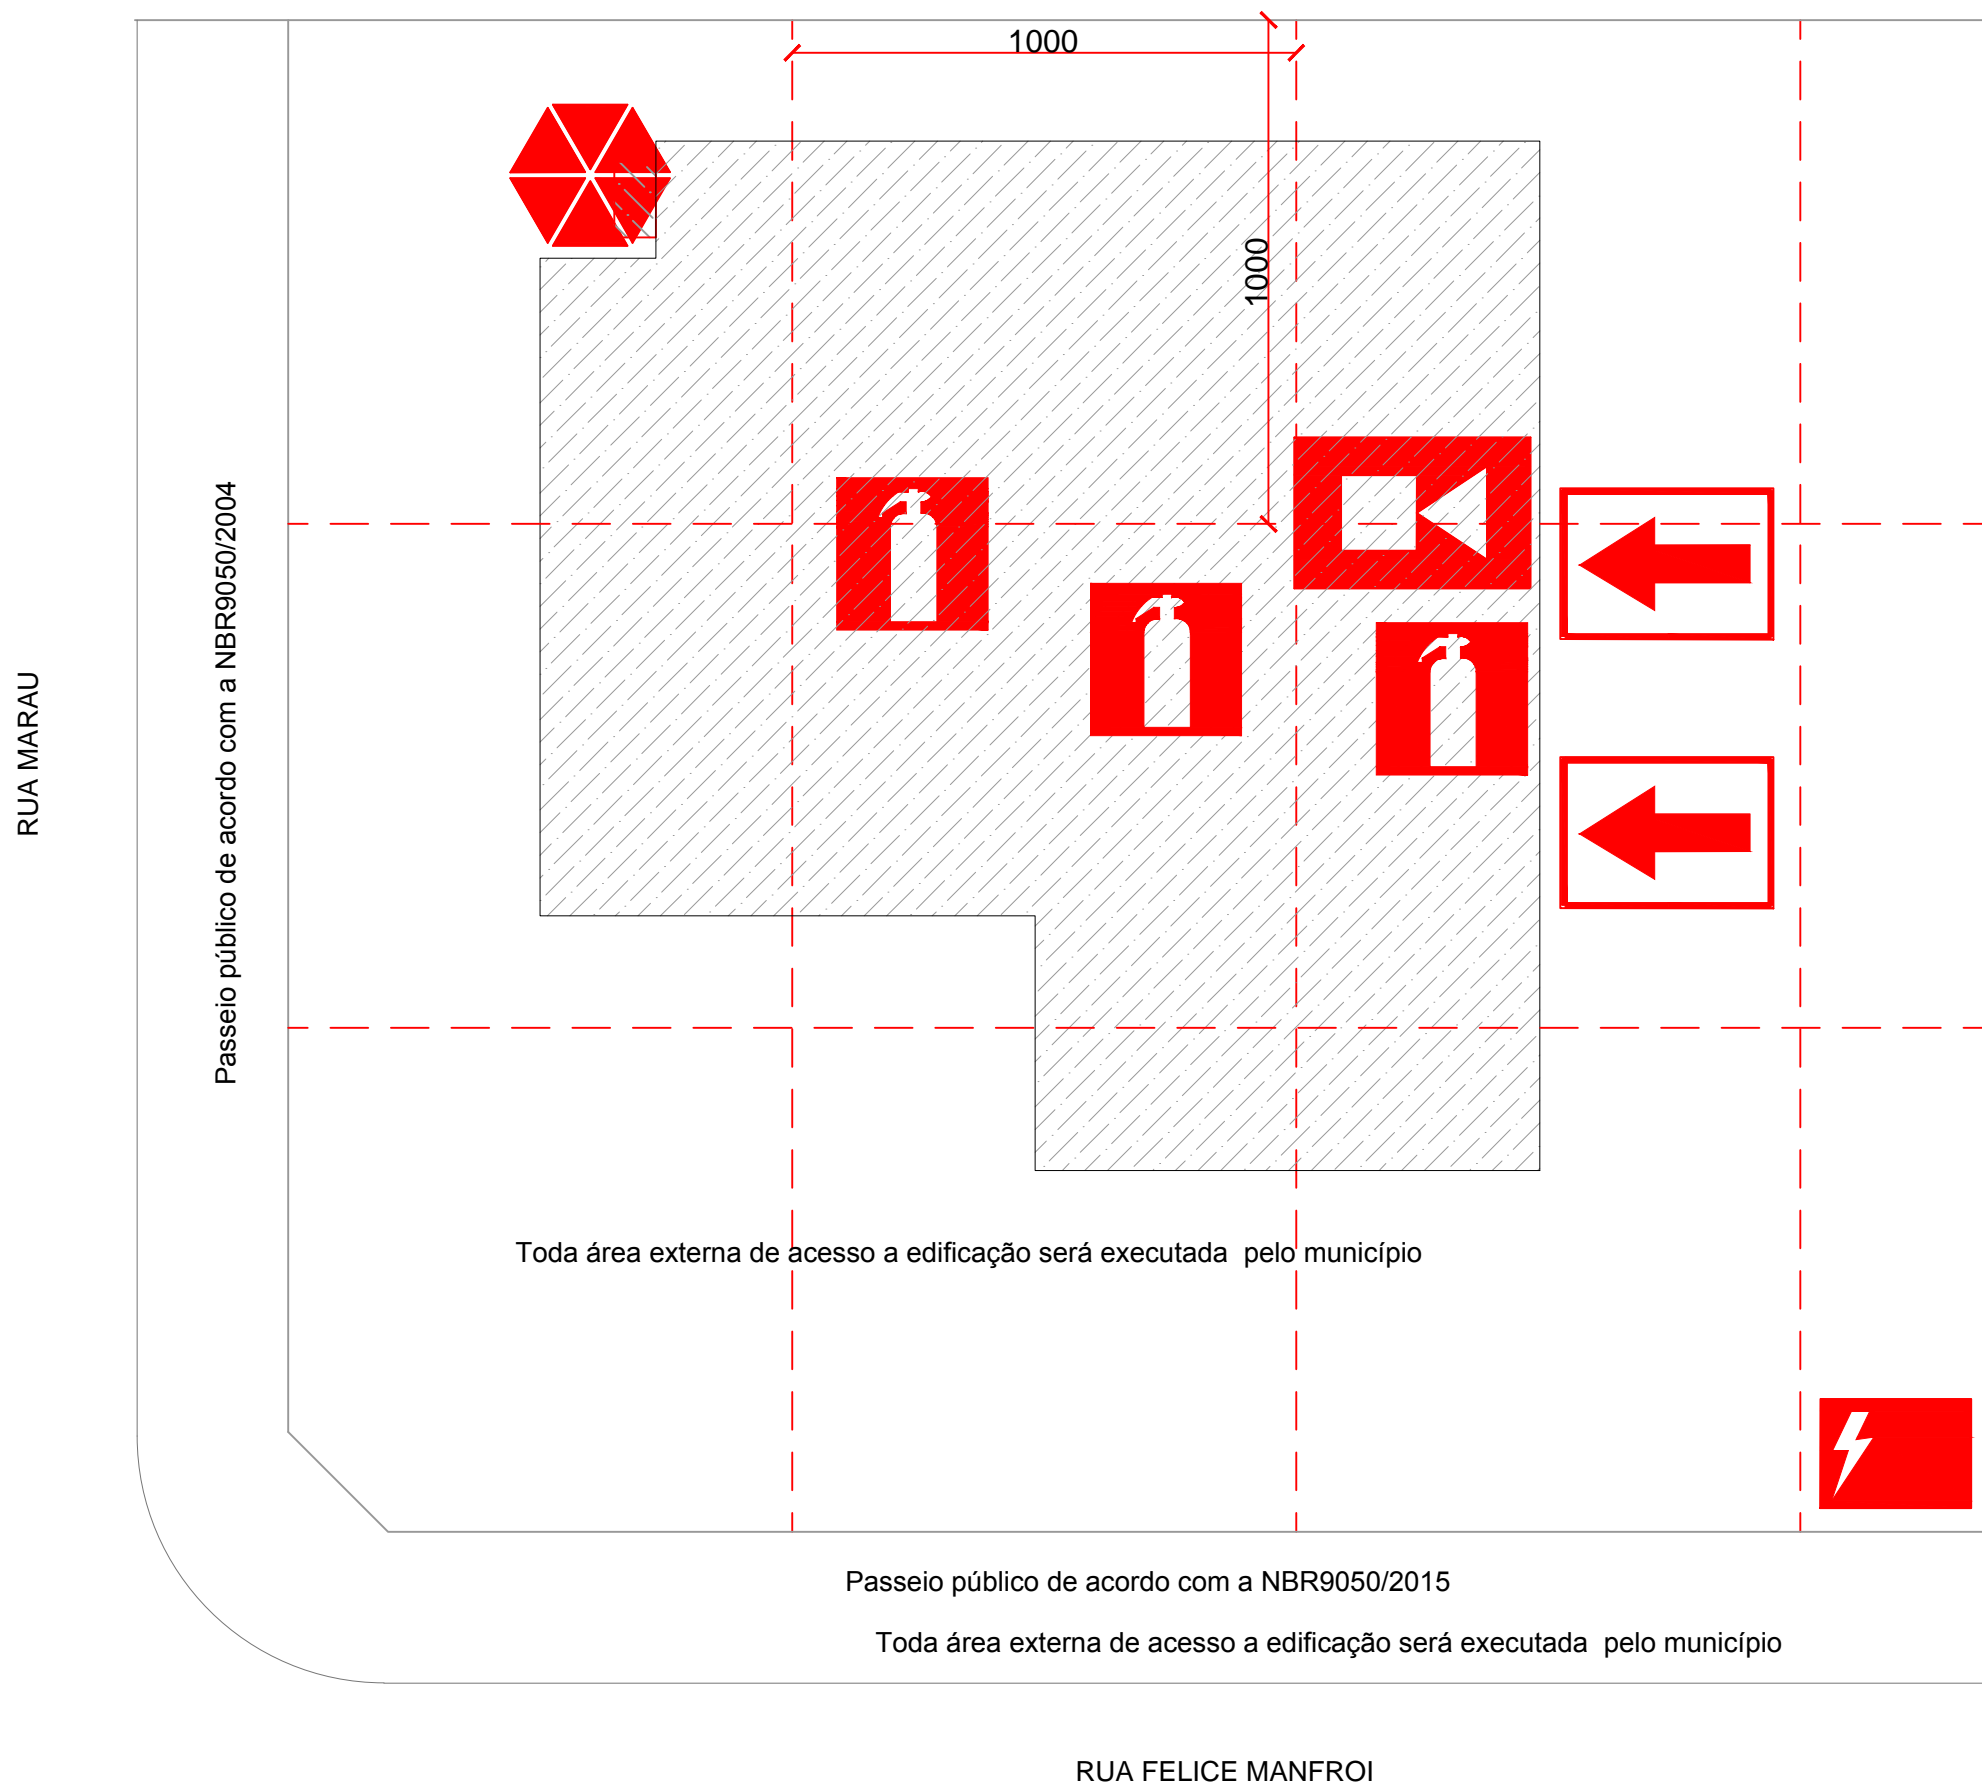 1000
1000
RUA MARAU
Passeio público de acordo com a NBR9050/2004
Toda área externa de acesso a edificação será executada pelo município
Passeio público de acordo com a NBR9050/2015
Toda área externa de acesso a edificação será executada pelo município
RUA FELICE MANFROI